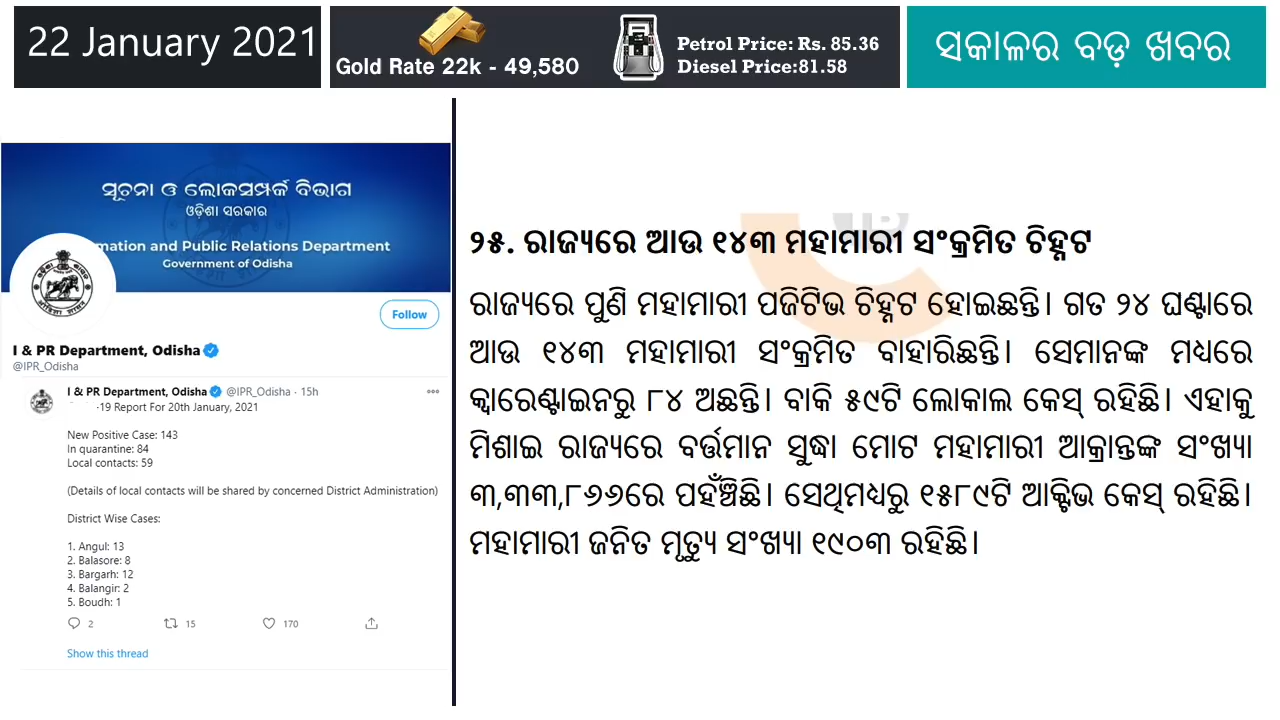 22 January 2021
Gold Rate 22k - 49,580
Petrol Price: Rs. 85.36
Diesel Price:81.58
ସକାଳର ବଡ଼ ଖବର
ସୂଚନା ଓ ଲୋକସମ୍ପର୍କ ବିଭାଗ
ଓଡ଼ିଶା ସରକାର
mation and Public Relations Department
Government of Odisha
Follow
I & PR Department, Odisha
@IPR_Odisha
I & PR Department, Odisha @IPR_Odisha · 15h
-19 Report For 20th January, 2021
New Positive Case: 143
In quarantine: 84
Local contacts: 59
(Details of local contacts will be shared by concerned District Administration)
District Wise Cases:
1. Angul: 13
2. Balasore: 8
3. Bargarh: 12
4. Balangir: 2
5. Boudh: 1
2 15 170
Show this thread
୨୫. ରାଜ୍ୟରେ ଆଉ ୧୪୩ ମହାମାରୀ ସଂକ୍ରମିତ ଚିହ୍ନଟ
ରାଜ୍ୟରେ ପୁଣି ମହାମାରୀ ପଜିଟିଭ ଚିହ୍ନଟ ହୋଇଛନ୍ତି। ଗତ ୨୪ ଘଣ୍ଟାରେ
ଆଉ ୧୪୩ ମହାମାରୀ ସଂକ୍ରମିତ ବାହାରିଛନ୍ତି। ସେମାନଙ୍କ ମଧ୍ୟରେ
କ୍ୱାରେଣ୍ଟାଇନରୁ ୮୪ ଅଛନ୍ତି। ବାକି ୫୯ଟି ଲୋକାଲ କେସ୍ ରହିଛି। ଏହାକୁ
ମିଶାଇ ରାଜ୍ୟରେ ବର୍ତ୍ତମାନ ସୁଦ୍ଧା ମୋଟ ମହାମାରୀ ଆକ୍ରାନ୍ତଙ୍କ ସଂଖ୍ୟା
୩,୩୩,୮୬୬ରେ ପହଁଞ୍ଚିଛି। ସେଥିମଧ୍ୟରୁ ୧୫୮୯ଟି ଆକ୍ଟିଭ କେସ୍ ରହିଛି।
ମହାମାରୀ ଜନିତ ମୃତ୍ୟୁ ସଂଖ୍ୟା ୧୯୦୩ ରହିଛି।